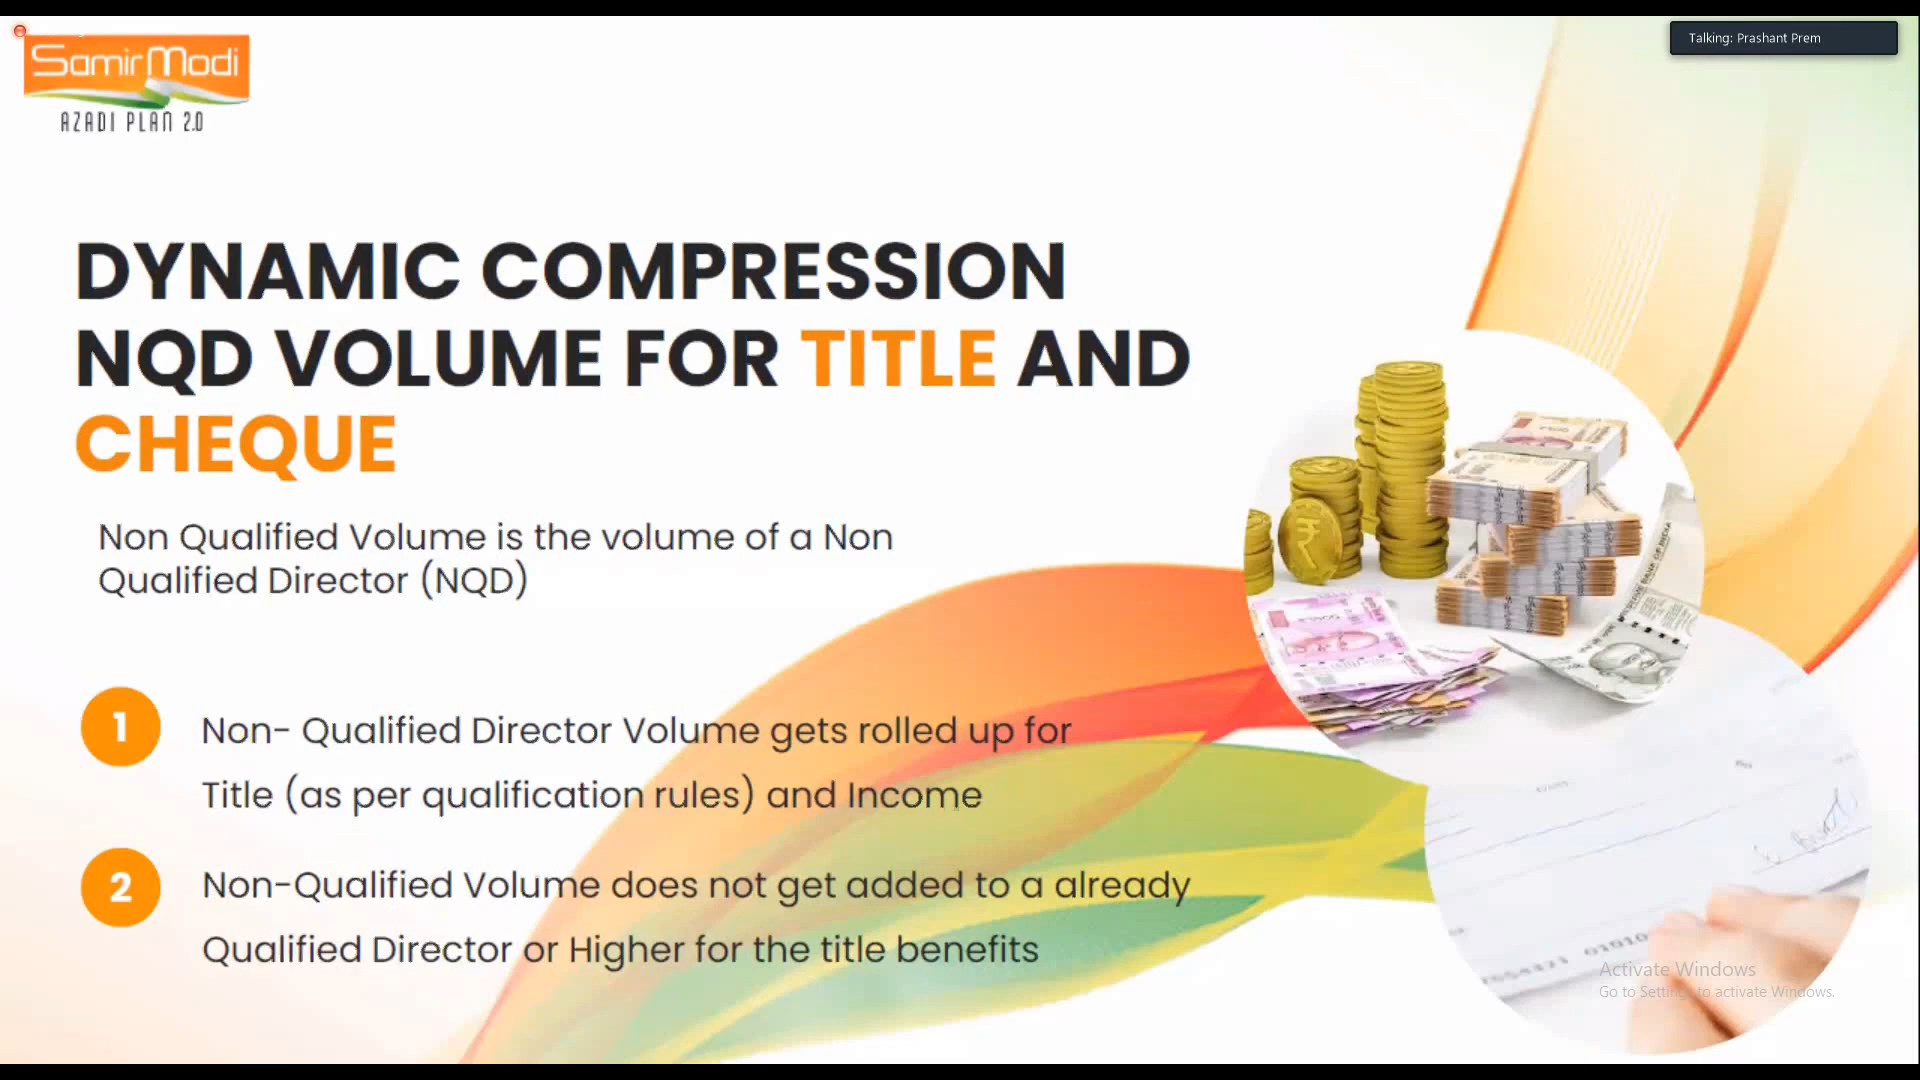 Talking: Prashant Prem
Samir Modi
AZADI PLAN 2.0
DYNAMIC COMPRESSION
NQD VOLUME FOR TITLE AND
CHEQUE
Non Qualified Volume is the volume of a Non
Qualified Director (NQD)
1
Non- Qualified Director Volume gets rolled up for
Title (as per qualification rules) and Income
2
Non-Qualified Volume does not get added to a already
Qualified Director or Higher for the title benefits
Activate Windows
Go to Settings to activate Windows.